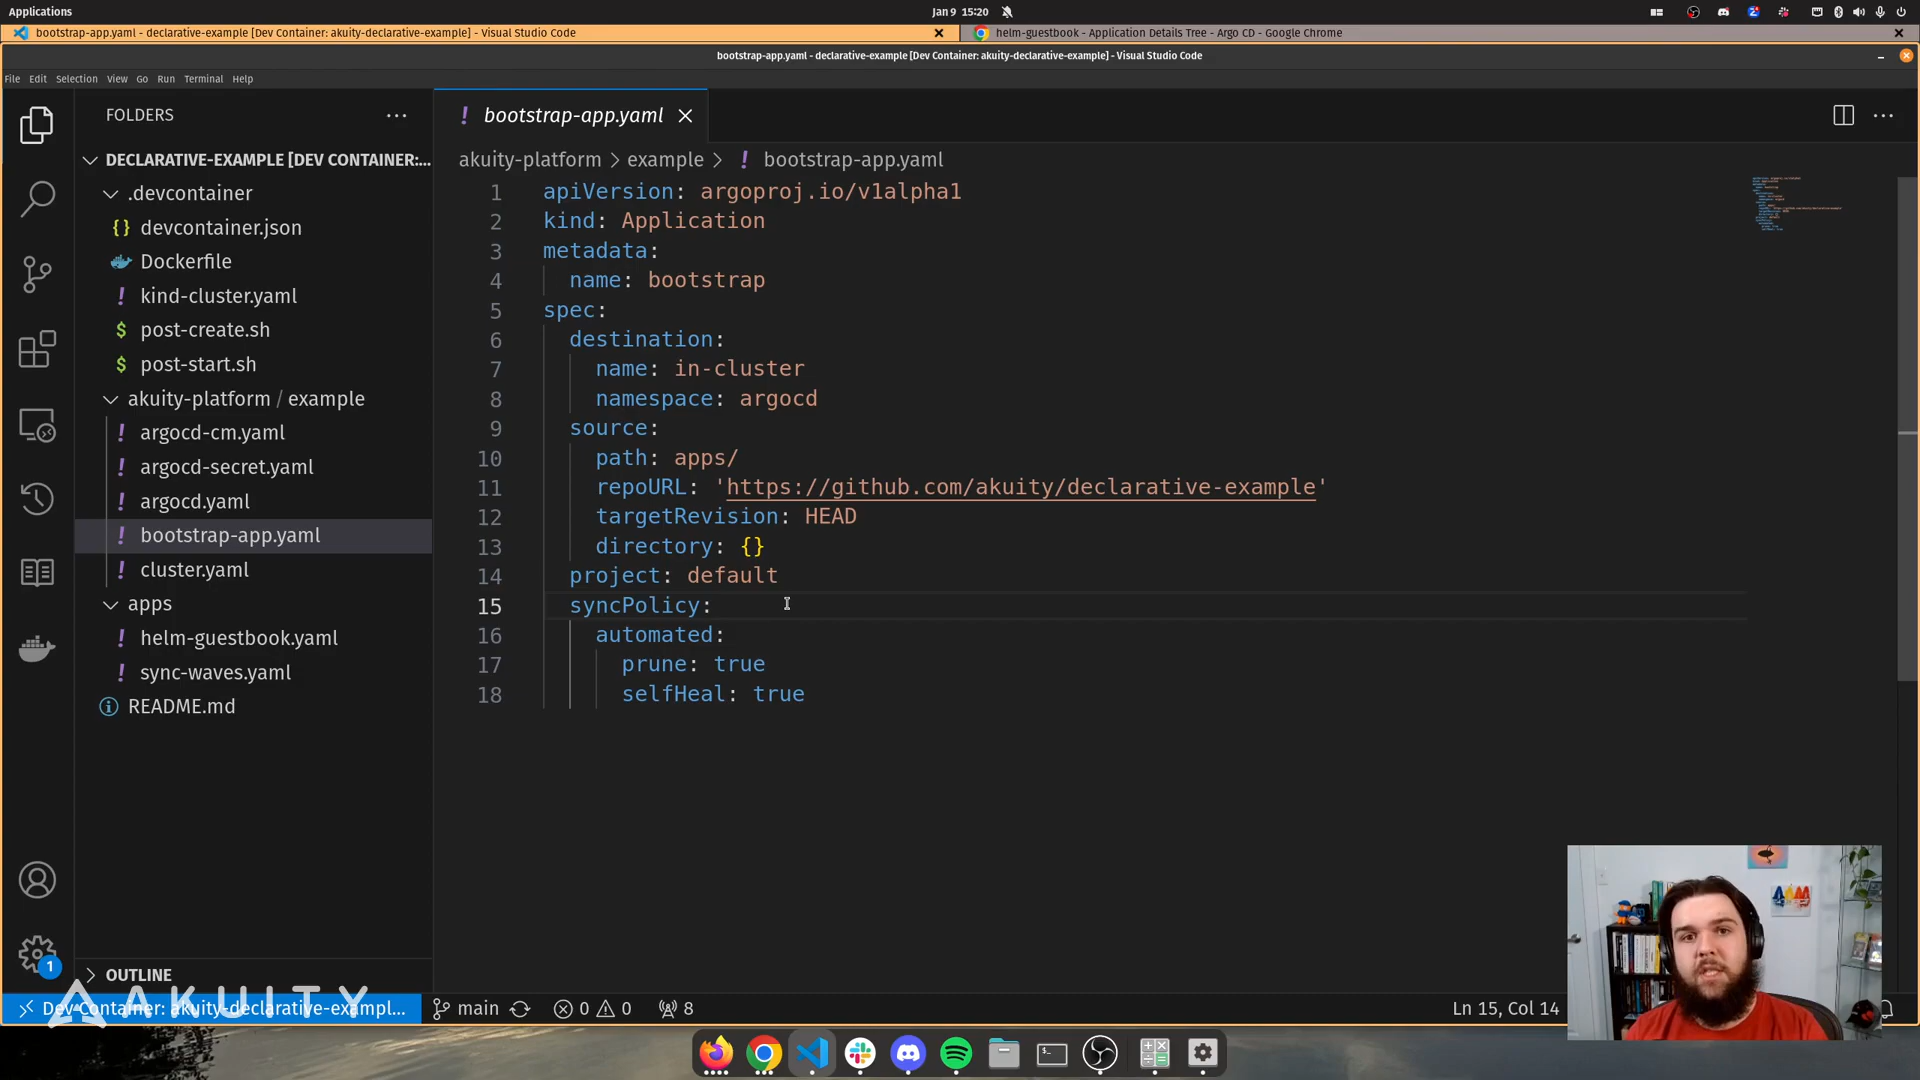 Applications
Jan 9 15:20
bootstrap-app.yaml - declarative-example [Dev Container: akuity-declarative-example] - Visual Studio Code
helm-guestbook - Application Details Tree - Argo CD - Google Chrome
bootstrap-app.yaml - declarative-example [Dev Container: akuity-declarative-example] - Visual Studio Code
File Edit Selection View Go Run Terminal Help
FOLDERS
DECLARATIVE-EXAMPLE [DEV CONTAINER:...
.devcontainer
{} devcontainer.json
Dockerfile
! kind-cluster.yaml
$ post-create.sh
$ post-start.sh
akuity-platform / example
! argocd-cm.yaml
! argocd-secret.yaml
! argocd.yaml
! bootstrap-app.yaml
! cluster.yaml
apps
! helm-guestbook.yaml
! sync-waves.yaml
README.md
OUTLINE
! bootstrap-app.yaml
akuity-platform > example > ! bootstrap-app.yaml
1 apiVersion: argoproj.io/v1alpha1
2 kind: Application
3 metadata:
4 name: bootstrap
5 spec:
6 destination:
7 name: in-cluster
8 namespace: argocd
9 source:
10 path: apps/
11 repoURL: 'https://github.com/akuity/declarative-example'
12 targetRevision: HEAD
13 directory: {}
14 project: default
15 syncPolicy:
16 automated:
17 prune: true
18 selfHeal: true
1
AKUITY
Dev Container: akuity-declarative-exampl...
main
0 0
8
Ln 15, Col 14